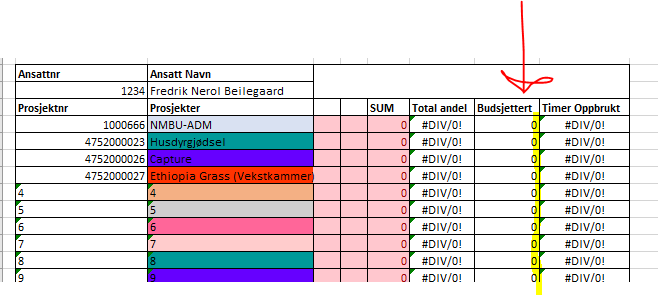 Ansattnr Ansatt Navn
1234 Fredrik Nerol Beilegaard
Prosjektnr Prosjekter SUM Total andel Budsjettert Timer Oppbrukt
1000666 NMBU-ADM 0 #DIV/0! 0 #DIV/0!
4752000023 Husdyrgjødsel 0 #DIV/0! 0 #DIV/0!
4752000026 Capture 0 #DIV/0! 0 #DIV/0!
4752000027 Ethiopia Grass (Vekstkammer) 0 #DIV/0! 0 #DIV/0!
4 4 0 #DIV/0! 0 #DIV/0!
5 5 0 #DIV/0! 0 #DIV/0!
6 6 0 #DIV/0! 0 #DIV/0!
7 7 0 #DIV/0! 0 #DIV/0!
8 8 0 #DIV/0! 0 #DIV/0!
9 9 0 #DIV/0! 0 #DIV/0!